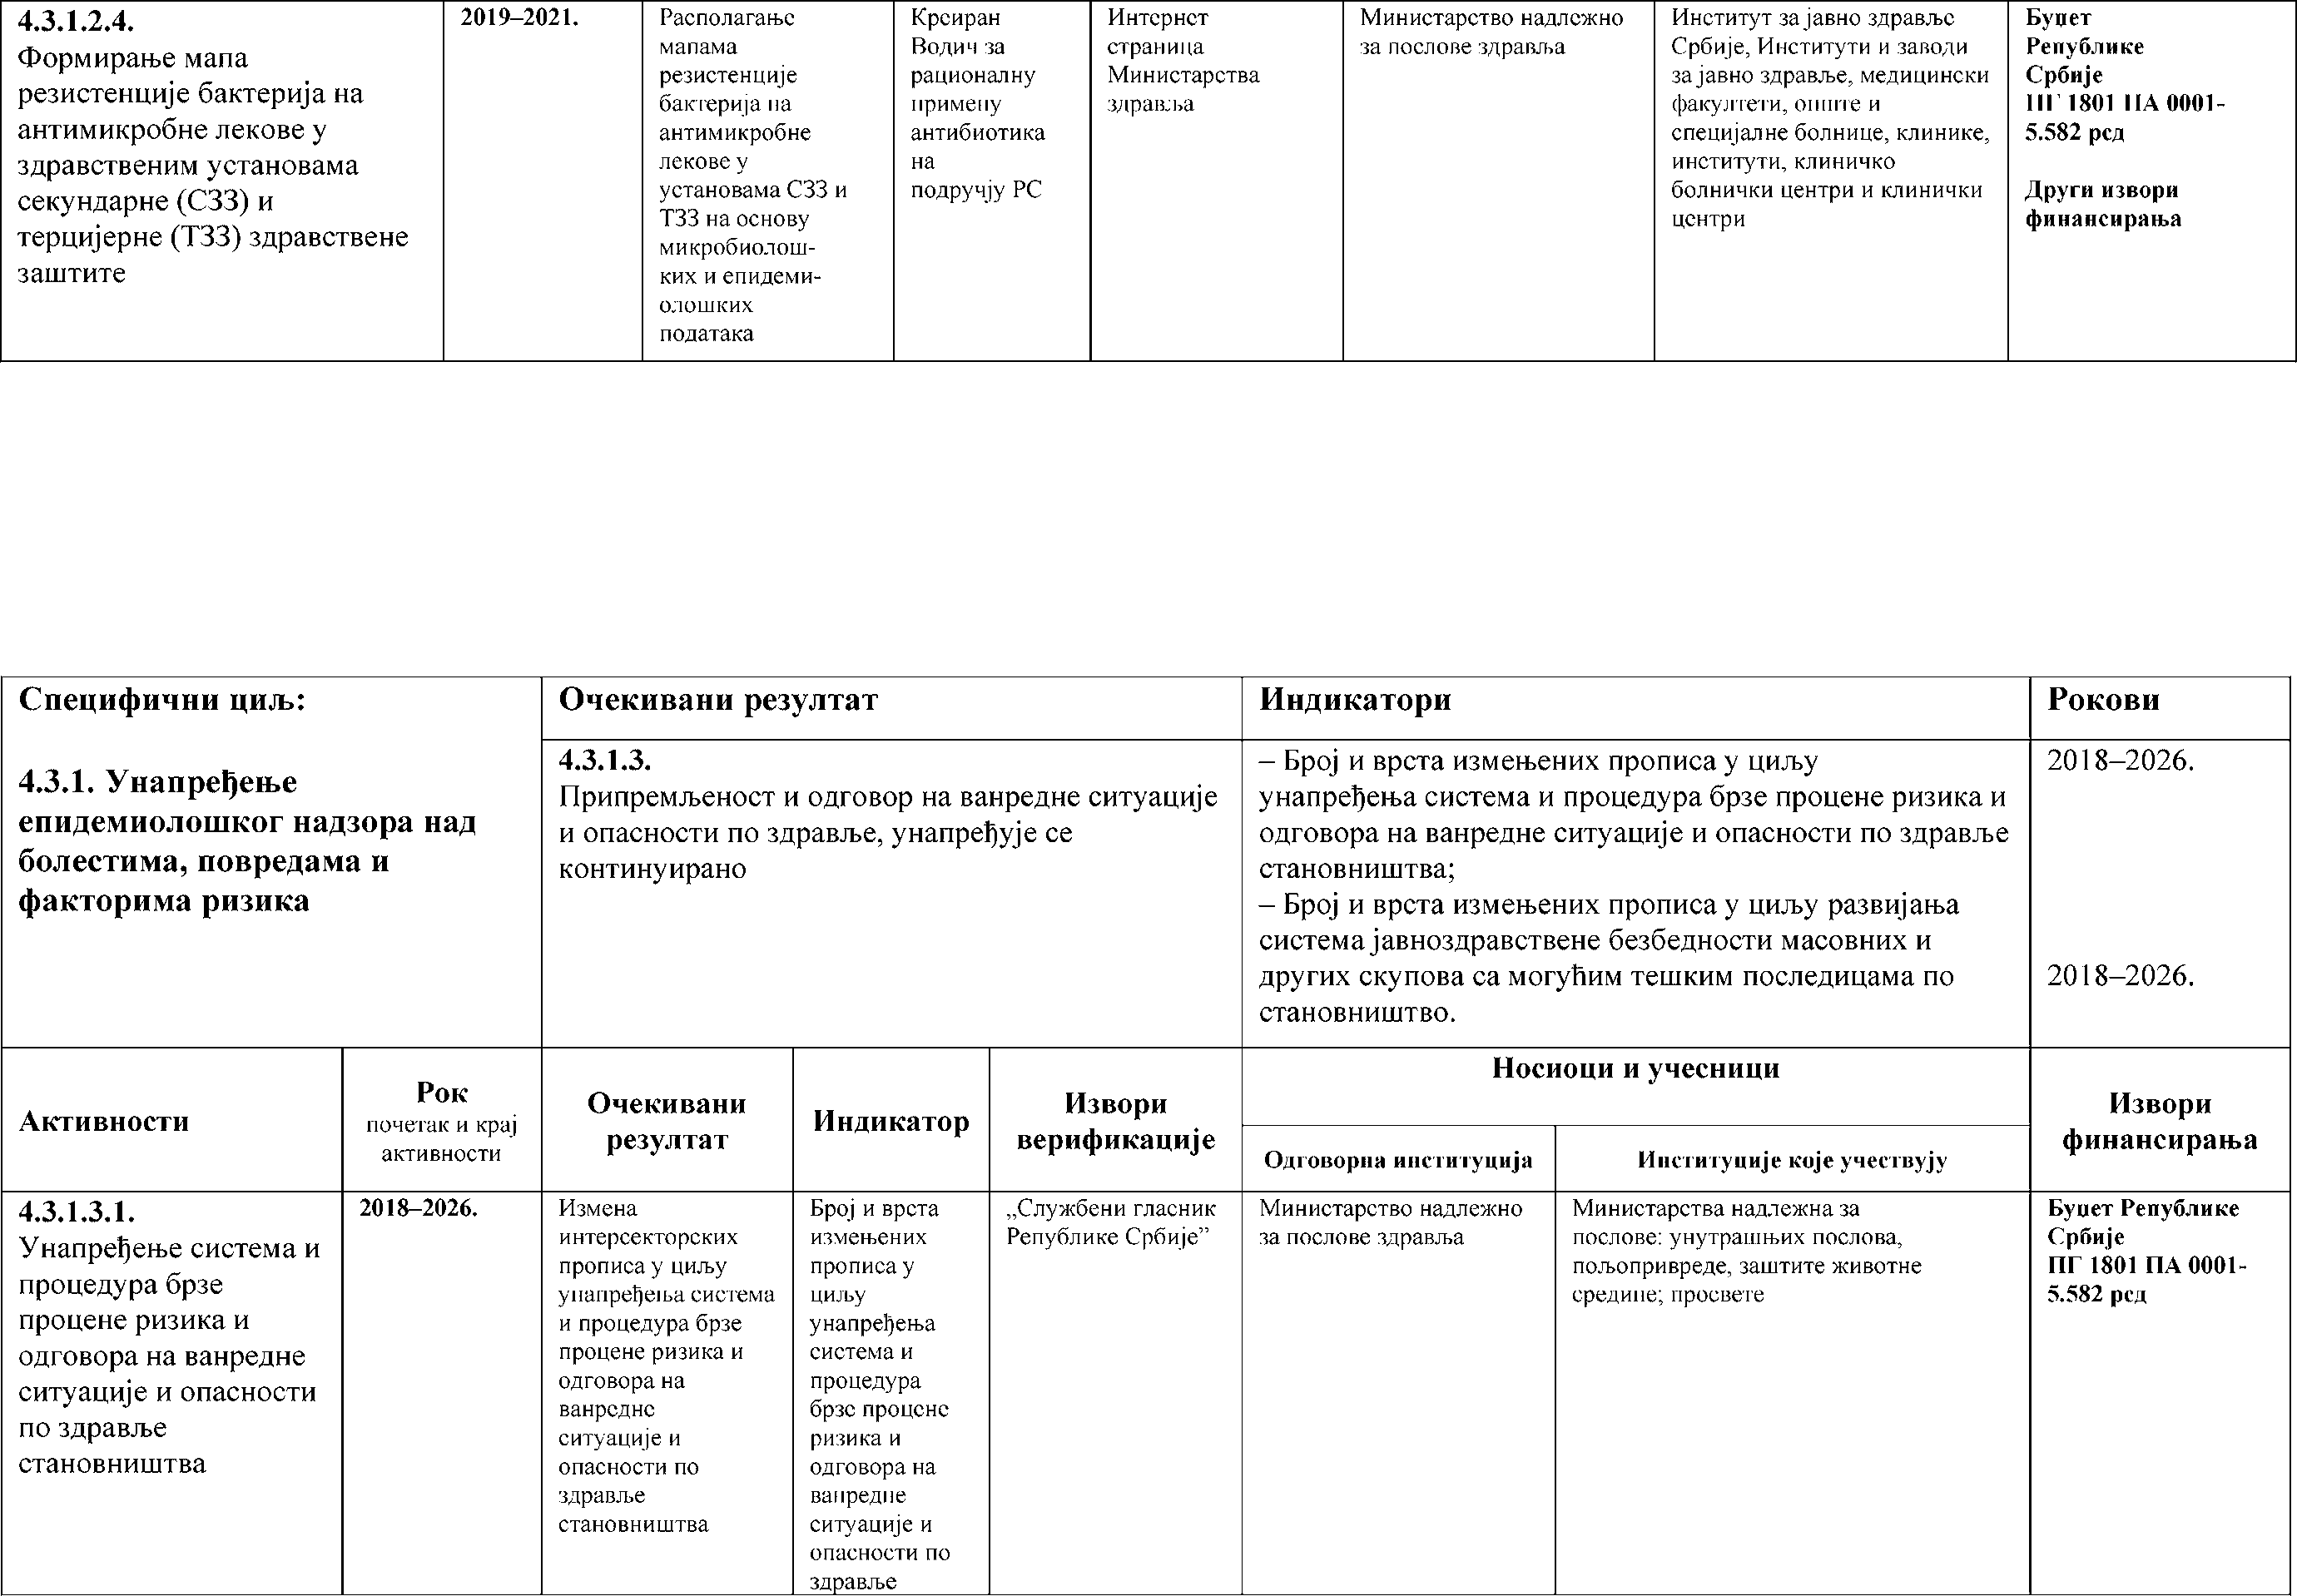 4.3.1.2.4.
Формирање мапа
резистенције бактерија на
антимикробне лекове у
здравственим установама
секундарне (СЗЗ) и
терцијерне (ТЗЗ) здравствене
заштите
2019–2021.
Располагање
мапама
резистенције
бактерија на
антимикробне
лекове у
установама СЗЗ и
ТЗЗ на основу
микробиолош-
ких и епидеми-
олошких
података
Креиран
Водич за
рационалну
примену
антибиотика
на
подручју РС
Интернет
страница
Министарства
здравља
Министарство надлежно
за послове здравља
Институт за јавно здравље
Србије, Институти и заводи
за јавно здравље, медицински
факултети, опште и
специјалне болнице, клинике,
институти, клиничко
болнички центри и клинички
центри
Буџет
Републике
Србије
ПГ 1801 ПА 0001-
5.582 рсд
Други извори
финансирања
Специфични циљ:
4.3.1. Унапређење
епидемиолошког надзора над
болестима, повредама и
факторима ризика
Очекивани резултат
4.3.1.3.
Припремљеност и одговор на ванредне ситуације
и опасности по здравље, унапређује се
континуирано
Индикатори
– Број и врста измењених прописа у циљу
унапређења система и процедура брзе процене ризика и
одговора на ванредне ситуације и опасности по здравље
становништва;
– Број и врста измењених прописа у циљу развијања
система јавноздравствене безбедности масовних и
других скупова са могућим тешким последицама по
становништво.
Рокови
2018–2026.
2018–2026.
Активности
Рок
почетак и крај
активности
Очекивани
резултат
Индикатор
Извори
верификације
Носиоци и учесници
Одговорна институција
Институције које учествују
Извори
финансирања
4.3.1.3.1.
Унапређење система и
процедура брзе
процене ризика и
одговора на ванредне
ситуације и опасности
по здравље
становништва
2018–2026.
Измена
интерсекторских
прописа у циљу
унапређења система
и процедура брзе
процене ризика и
одговора на
ванредне
ситуације и
опасности по
здравље
становништва
Број и врста
измењених
прописа у
циљу
унапређења
система и
процедура
брзе процене
ризика и
одговора на
ванредне
ситуације и
опасности по
здравље
„Службени гласник
Републике Србије”
Министарство надлежно
за послове здравља
Министарства надлежна за
послове: унутрашњих послова,
пољопривреде, заштите животне
средине; просвете
Буџет Републике
Србије
ПГ 1801 ПА 0001-
5.582 рсд